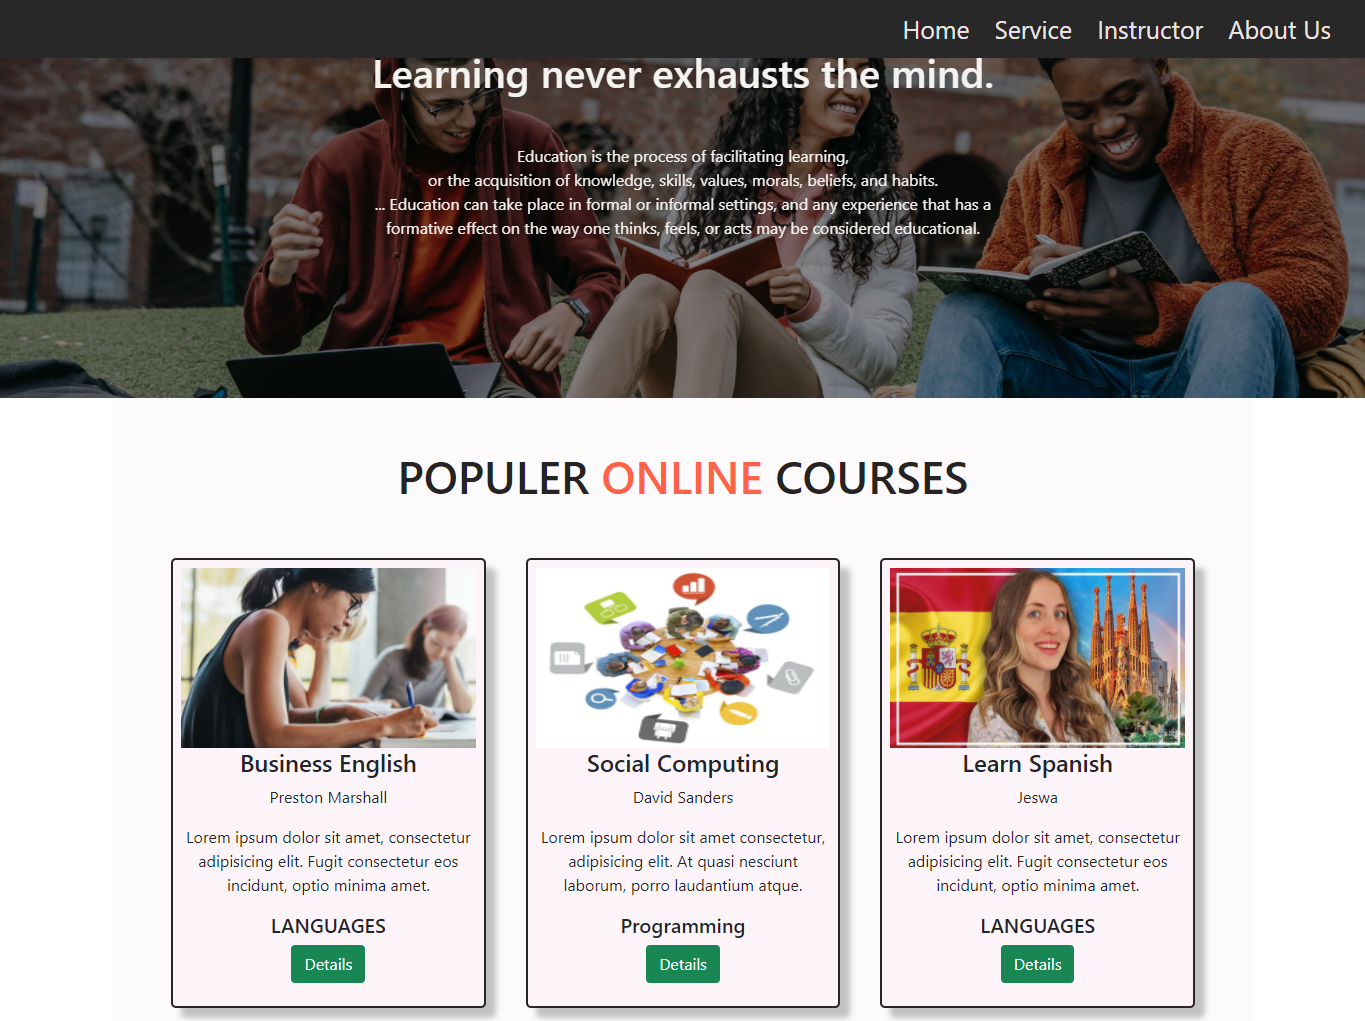 Home Service Instructor About Us
Learning never exhausts the mind.
Education is the process of facilitating learning,
or the acquisition of knowledge, skills, values, morals, beliefs, and habits.
... Education can take place in formal or informal settings, and any experience that has a
formative effect on the way one thinks, feels, or acts may be considered educational.
POPULER ONLINE COURSES
Business English
Preston Marshall
Lorem ipsum dolor sit amet, consectetur
adipisicing elit. Fugit consectetur eos
incidunt, optio minima amet.
LANGUAGES
Details
Social Computing
David Sanders
Lorem ipsum dolor sit amet consectetur,
adipisicing elit. At quasi nesciunt
laborum, porro laudantium atque.
Programming
Details
Learn Spanish
Jeswa
Lorem ipsum dolor sit amet, consectetur
adipisicing elit. Fugit consectetur eos
incidunt, optio minima amet.
LANGUAGES
Details